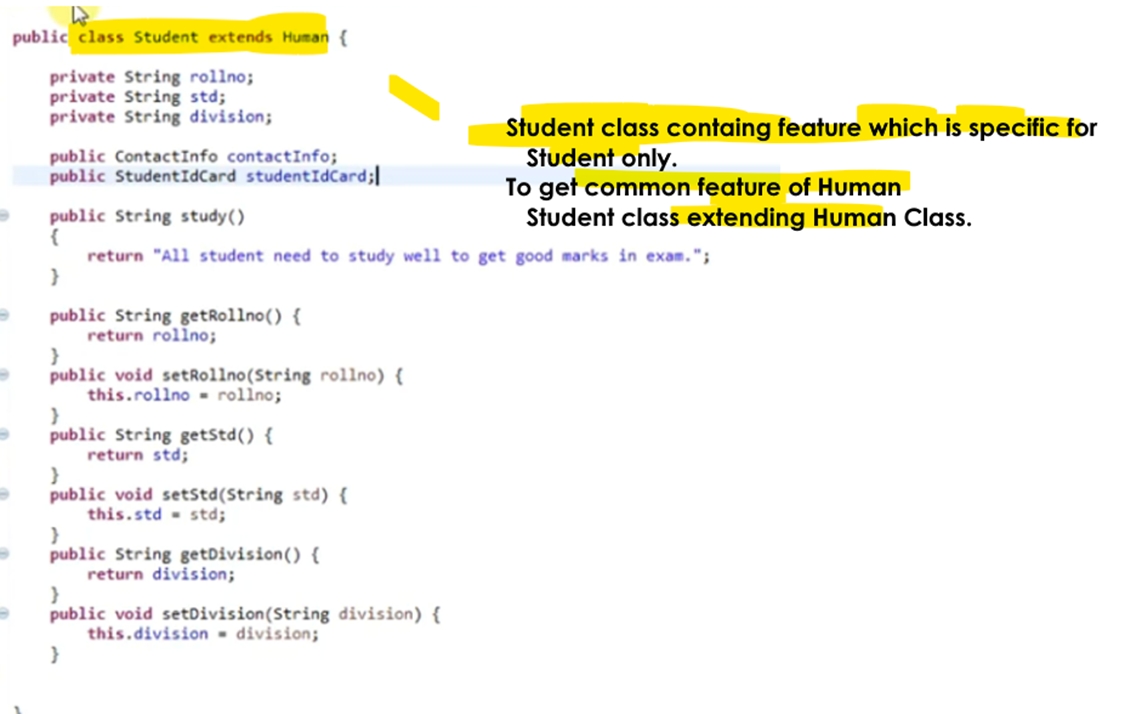 public class Student extends Human {
private String rollno;
private String std;
private String division;
Student class containg feature which is specific for
Student only.
To get common feature of Human
Student class extending Human Class.
public ContactInfo contactInfo;
public StudentIdCard studentIdCard;
public String study()
{
return "All student need to study well to get good marks in exam.";
}
public String getRollno() {
return rollno;
}
public void setRollno(String rollno) {
this.rollno = rollno;
}
public String getStd() {
return std;
}
public void setStd(String std) {
this.std = std;
}
public String getDivision() {
return division;
}
public void setDivision(String division) {
this.division = division;
}
}